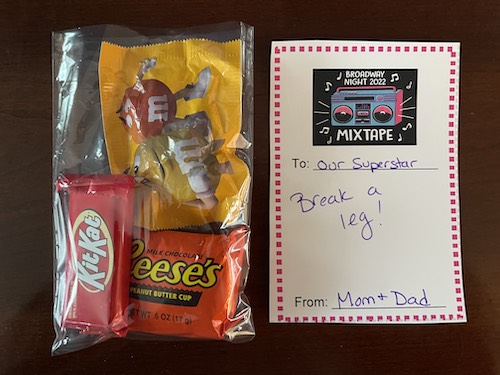 m
m
KitKat
MILK CHOCOLATE
Reese's
PEANUT BUTTER CUP
NET WT .6 OZ (17 g)
BROADWAY
NIGHT 2022
MIXTAPE
To: Our Superstar
Break a
leg!
From: Mom + Dad